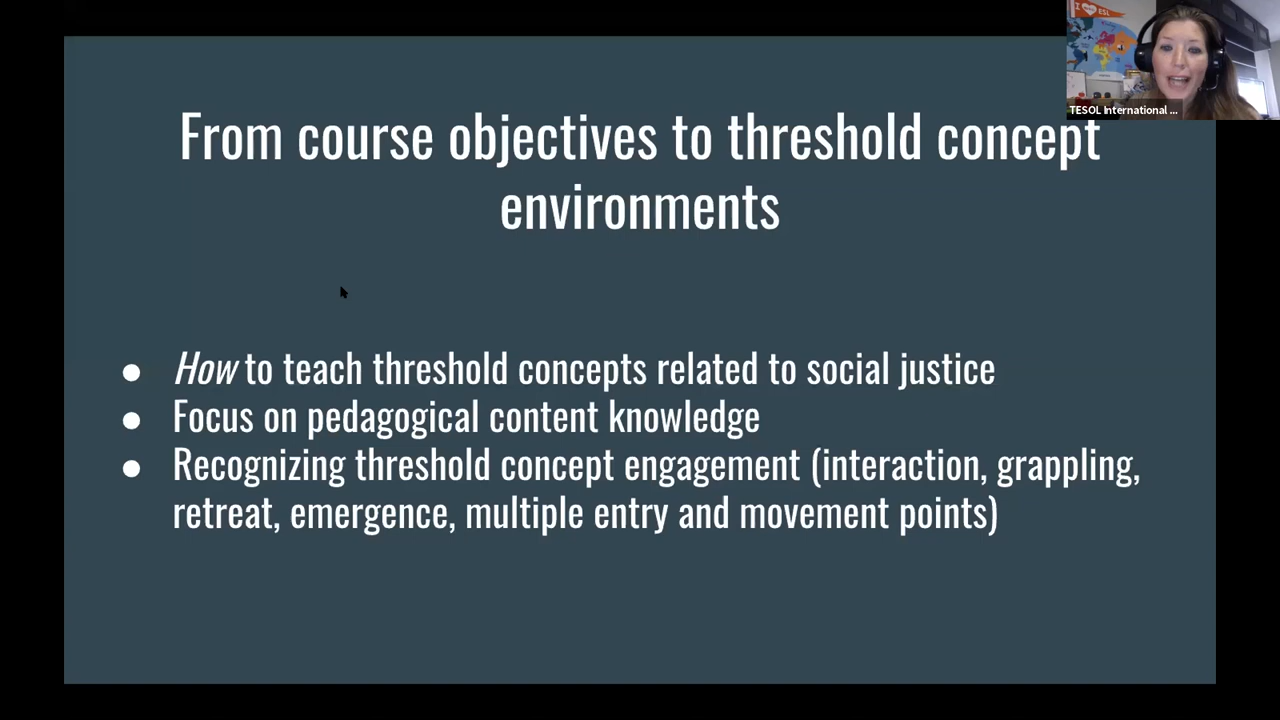 I ESL
TESOL International ...
From course objectives to threshold concept
environments
● How to teach threshold concepts related to social justice
● Focus on pedagogical content knowledge
● Recognizing threshold concept engagement (interaction, grappling,
retreat, emergence, multiple entry and movement points)